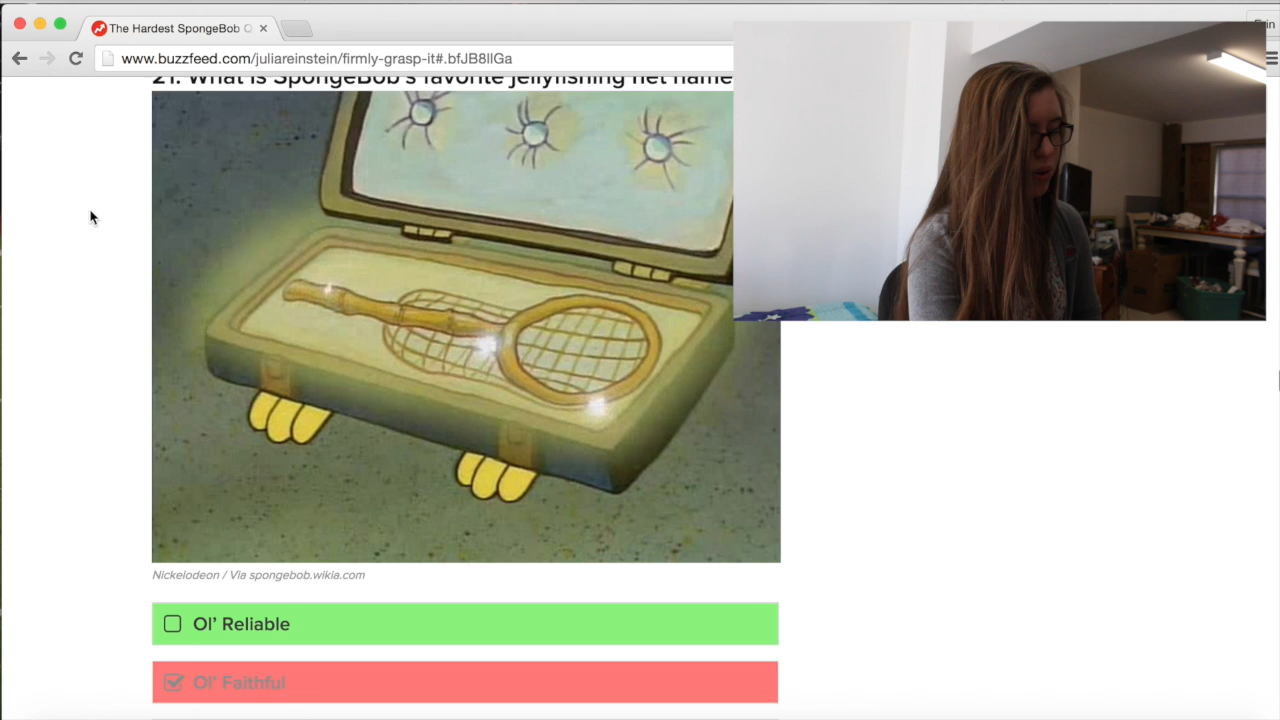 The Hardest SpongeBob Q
Erin
www.buzzfeed.com/juliareinstein/firmly-grasp-it#.bfJB8llGa
21. What is SpongeBob's favorite jellyfishing net name
Nickelodeon / Via spongebob.wikia.com
Ol' Reliable
Ol' Faithful